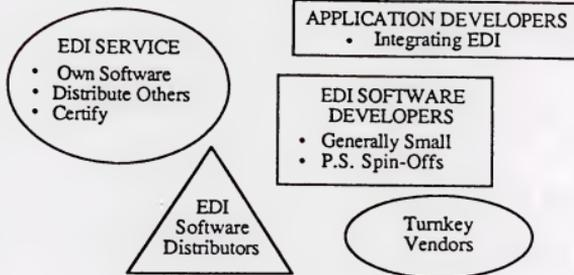 EDI SERVICE
• Own Software
• Distribute Others
• Certify
APPLICATION DEVELOPERS
• Integrating EDI
EDI SOFTWARE
DEVELOPERS
• Generally Small
• P.S. Spin-Offs
EDI
Software
Distributors
Turnkey
Vendors